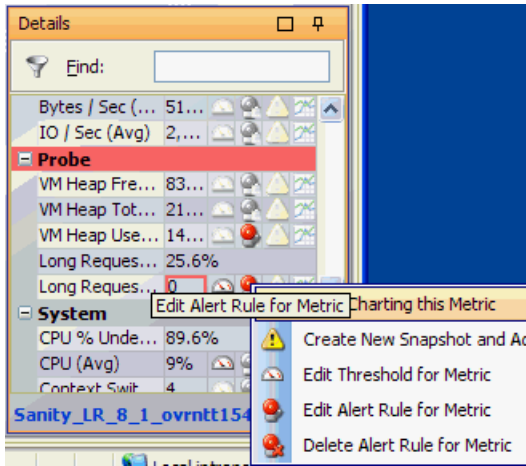 Details
Find:
Bytes / Sec (... 51...
IO / Sec (Avg) 2,...
Probe
VM Heap Fre... 83...
VM Heap Tot... 21...
VM Heap Use... 14...
Long Reques... 25.6%
Long Reques... 0
Edit Alert Rule for Metric
Charting this Metric
System
CPU % Unde... 89.6%
Create New Snapshot and
CPU (Avg) 9%
Edit Threshold for Metric
Context Swit 4
Edit Alert Rule for Metric
Sanity_LR_8_1_ovrntt154
Delete Alert Rule for Metric
Local intrane